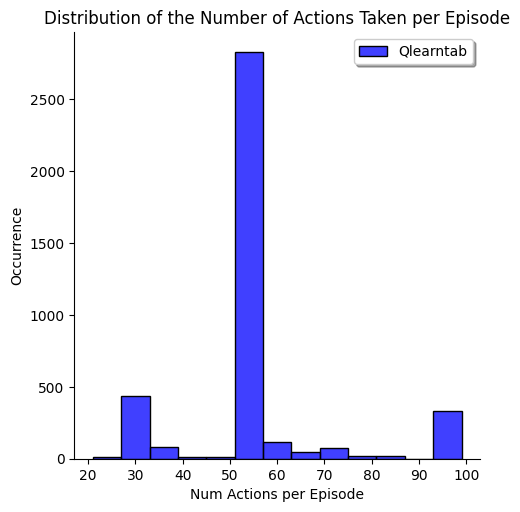 Distribution of the Number of Actions Taken per Episode
Qlearntab
2500
2000
1500
1000
500
0
Occurrence
20 30 40 50 60 70 80 90 100
Num Actions per Episode